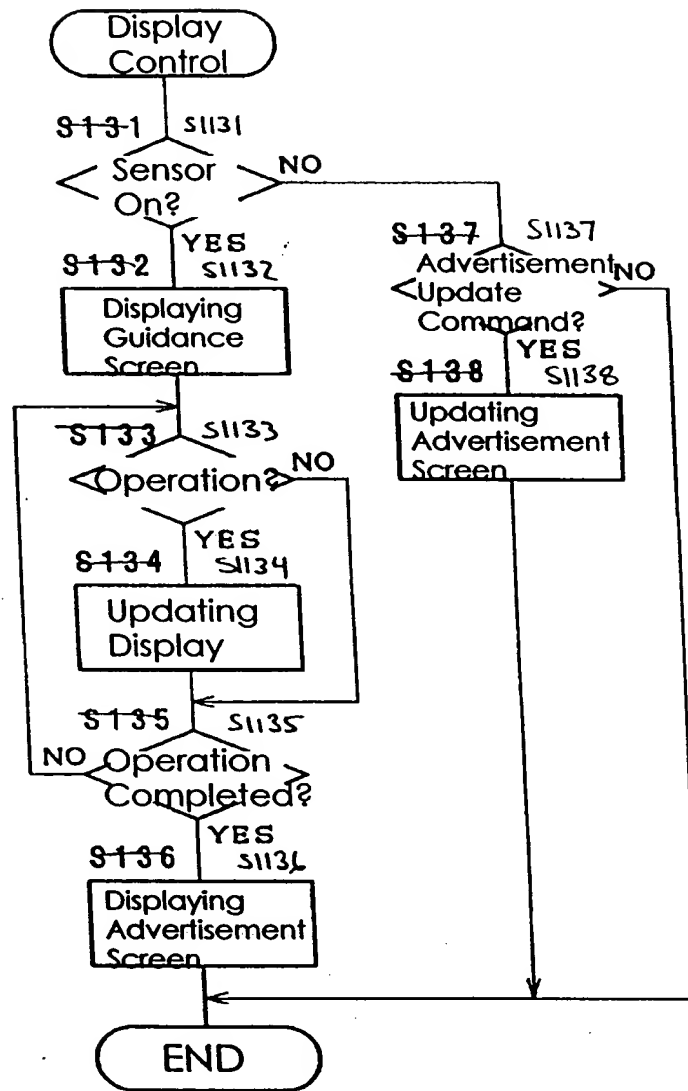 Display
Control
S131 S1131
Sensor
On?
NO
YES
S132 S1132
Displaying
Guidance
Screen
S133 S1133
Operation?
NO
YES
S134 S1134
Updating
Display
S135 S1135
NO
Operation
Completed?
YES
S136 S1136
Displaying
Advertisement
Screen
END
S137 S1137
Advertisement
Update
Command?
NO
YES
S138 S1138
Updating
Advertisement
Screen